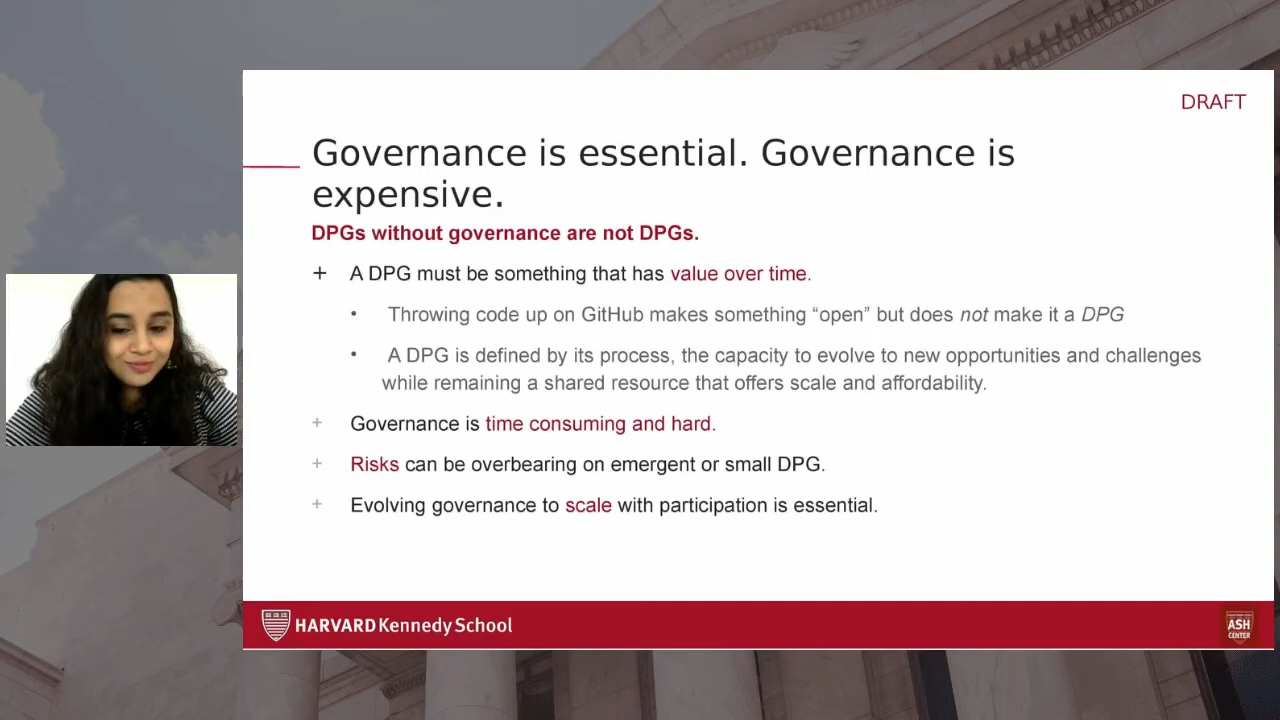 DRAFT
Governance is essential. Governance is
expensive.
DPGs without governance are not DPGs.
+ A DPG must be something that has value over time.
• Throwing code up on GitHub makes something “open” but does not make it a DPG
• A DPG is defined by its process, the capacity to evolve to new opportunities and challenges
while remaining a shared resource that offers scale and affordability.
+ Governance is time consuming and hard.
+ Risks can be overbearing on emergent or small DPG.
+ Evolving governance to scale with participation is essential.
HARVARD Kennedy School
ASH
CENTER